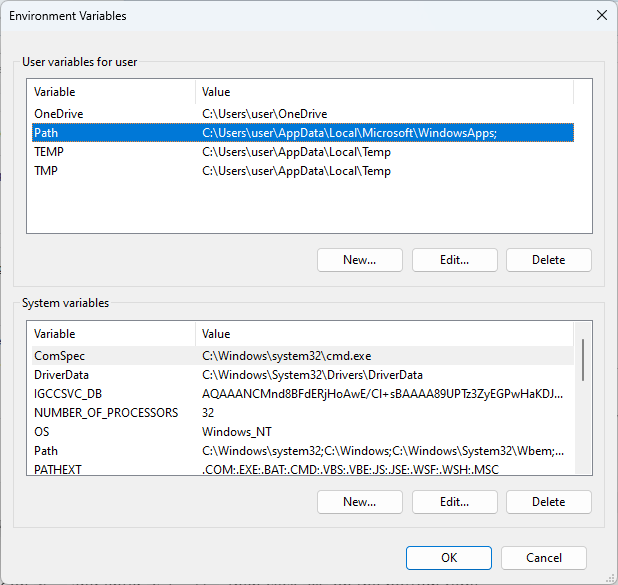 Environment Variables
User variables for user
Variable Value
OneDrive C:\Users\user\OneDrive
Path C:\Users\user\AppData\Local\Microsoft\WindowsApps;
TEMP C:\Users\user\AppData\Local\Temp
TMP C:\Users\user\AppData\Local\Temp
New... Edit... Delete
System variables
Variable Value
ComSpec C:\Windows\system32\cmd.exe
DriverData C:\Windows\System32\Drivers\DriverData
IGCCSVC_DB AQAAANCMnd8BFdERjHoAwE/Cl+sBAAAA89UPTz3ZyEGPwHaKDJ...
NUMBER_OF_PROCESSORS 32
OS Windows_NT
Path C:\Windows\system32;C:\Windows;C:\Windows\System32\Wbem;...
PATHEXT .COM;.EXE;.BAT;.CMD;.VBS;.VBE;.JS;.JSE;.WSF;.WSH;.MSC
New... Edit... Delete
OK Cancel